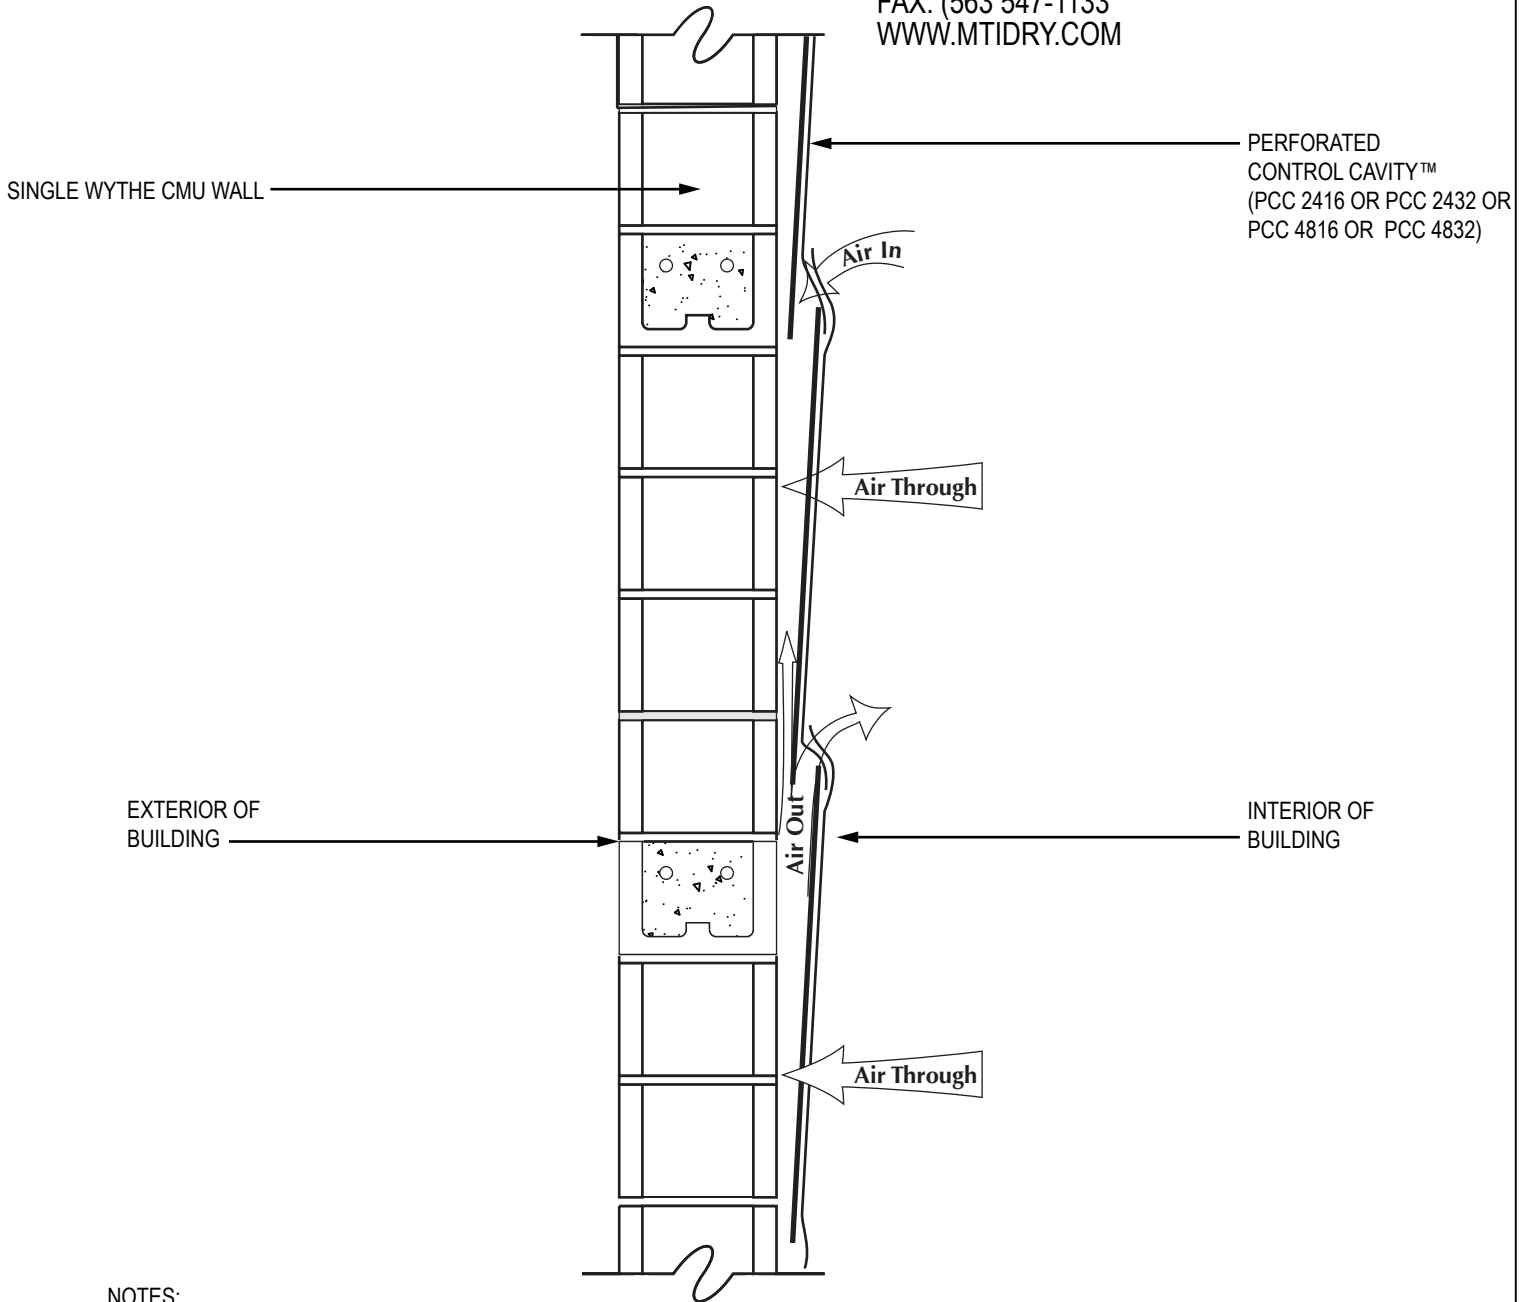 FAX: (563 547-1133
WWW.MTIDRY.COM
PERFORATED
CONTROL CAVITY™
(PCC 2416 OR PCC 2432 OR
PCC 4816 OR PCC 4832)
SINGLE WYTHE CMU WALL
Air In
Air Through
Air Out
EXTERIOR OF
BUILDING
INTERIOR OF
BUILDING
Air Through
NOTES: